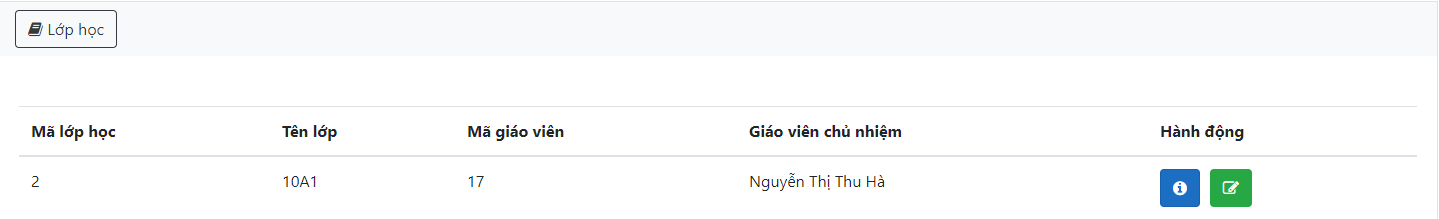 Lớp học
Mã lớp học Tên lớp Mã giáo viên Giáo viên chủ nhiệm Hành động
2 10A1 17 Nguyễn Thị Thu Hà